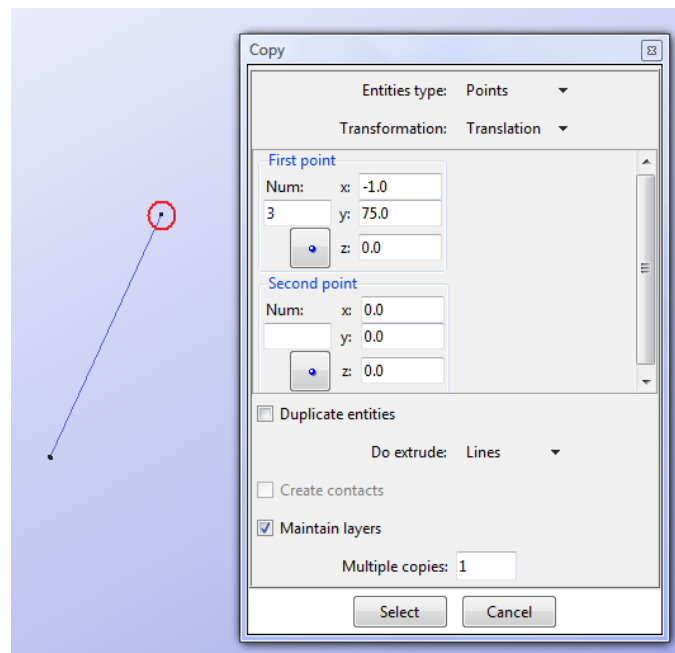 Copy
Entities type: Points
Transformation: Translation
First point
Num: x: -1.0
3 y: 75.0
z: 0.0
Second point
Num: x: 0.0
y: 0.0
z: 0.0
Duplicate entities
Do extrude: Lines
Create contacts
Maintain layers
Multiple copies: 1
Select Cancel